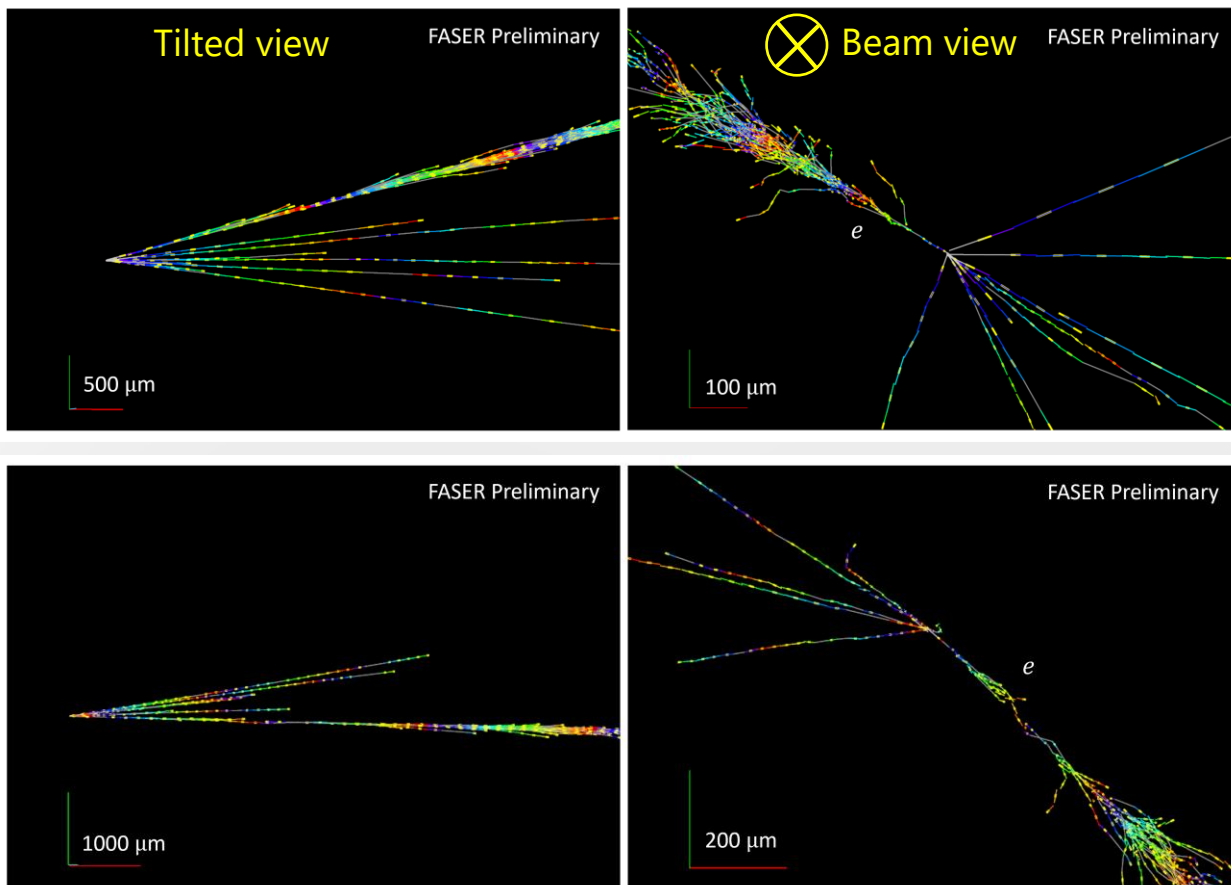 Tilted view
FASER Preliminary
500 μm
Beam view
FASER Preliminary
e
100 μm
FASER Preliminary
1000 μm
FASER Preliminary
e
200 μm